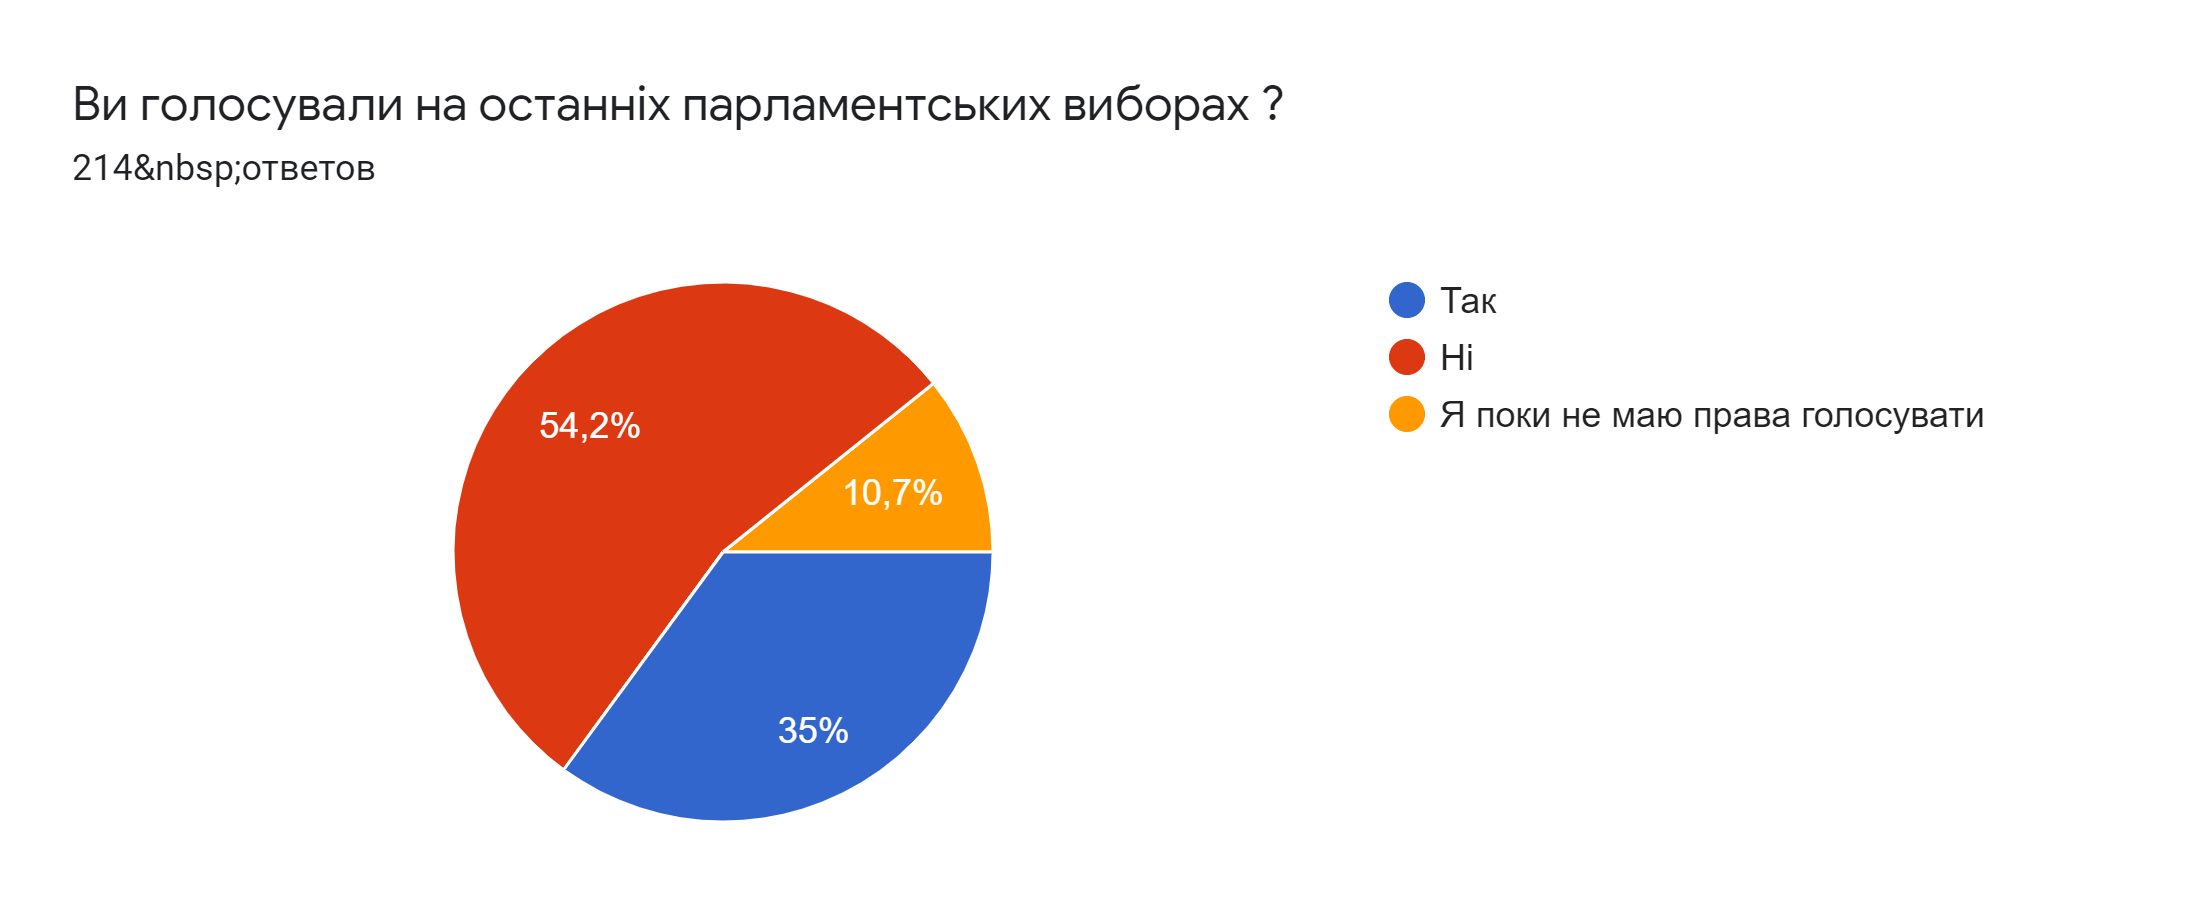 Ви голосували на останніх парламентських виборах ?
214&nbsp;ответов
54,2%
10,7%
35%
Так
Ні
Я поки не маю права голосувати